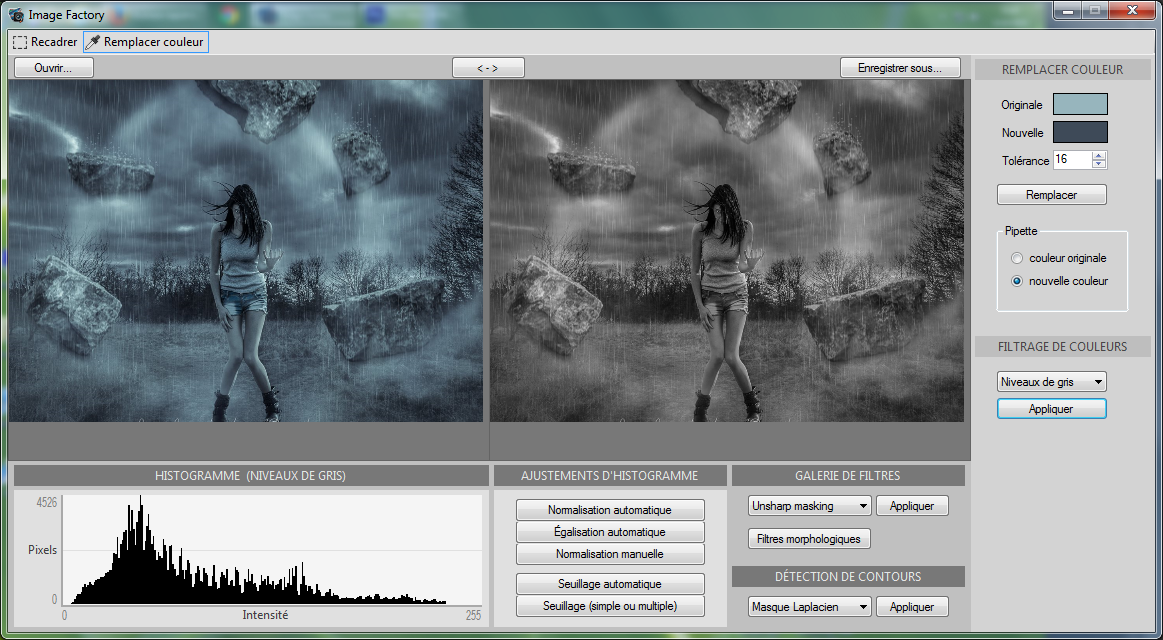 Image Factory
Recadrer Remplacer couleur
Ouvrir... < - > Enregistrer sous...
REMPLACER COULEUR
Originale
Nouvelle
Tolérance 16
Remplacer
Pipette
couleur originale
nouvelle couleur
FILTRAGE DE COULEURS
Niveaux de gris
Appliquer
HISTOGRAMME (NIVEAUX DE GRIS)
4526
Pixels
0
0 Intensité 255
AJUSTEMENTS D'HISTOGRAMME
Normalisation automatique
Égalisation automatique
Normalisation manuelle
Seuillage automatique
Seuillage (simple ou multiple)
GALERIE DE FILTRES
Unsharp masking Appliquer
Filtres morphologiques
DÉTECTION DE CONTOURS
Masque Laplacien Appliquer